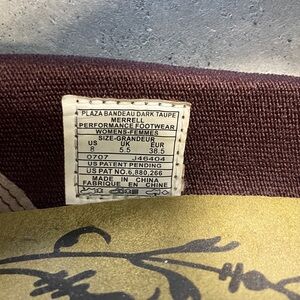 PLAZA BANDEAU DARK TAUPE
MERRELL
PERFORMANCE FOOTWEAR
WOMENS-FEMMES
SIZE-GRANDEUR
US UK EUR
8 5.5 38.5
0707 J46404
US PATENT PENDING
US PAT NO.6,880,266
MADE IN CHINA
FABRIQUE EN CHINE